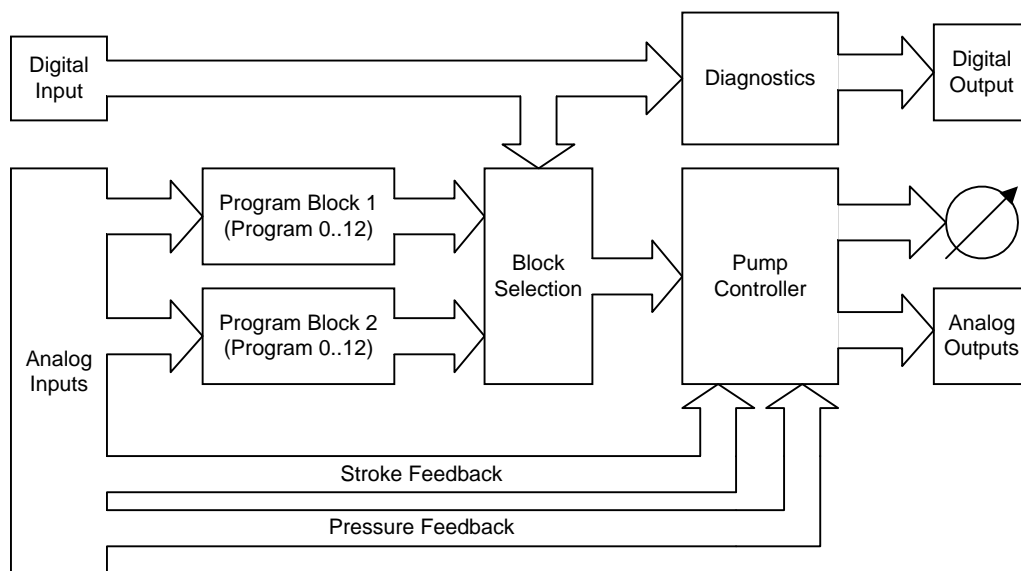 Digital
Input
Diagnostics
Digital
Output
Program Block 1
(Program 0..12)
Block
Selection
Pump
Controller
Program Block 2
(Program 0..12)
Analog
Inputs
Analog
Outputs
Stroke Feedback
Pressure Feedback